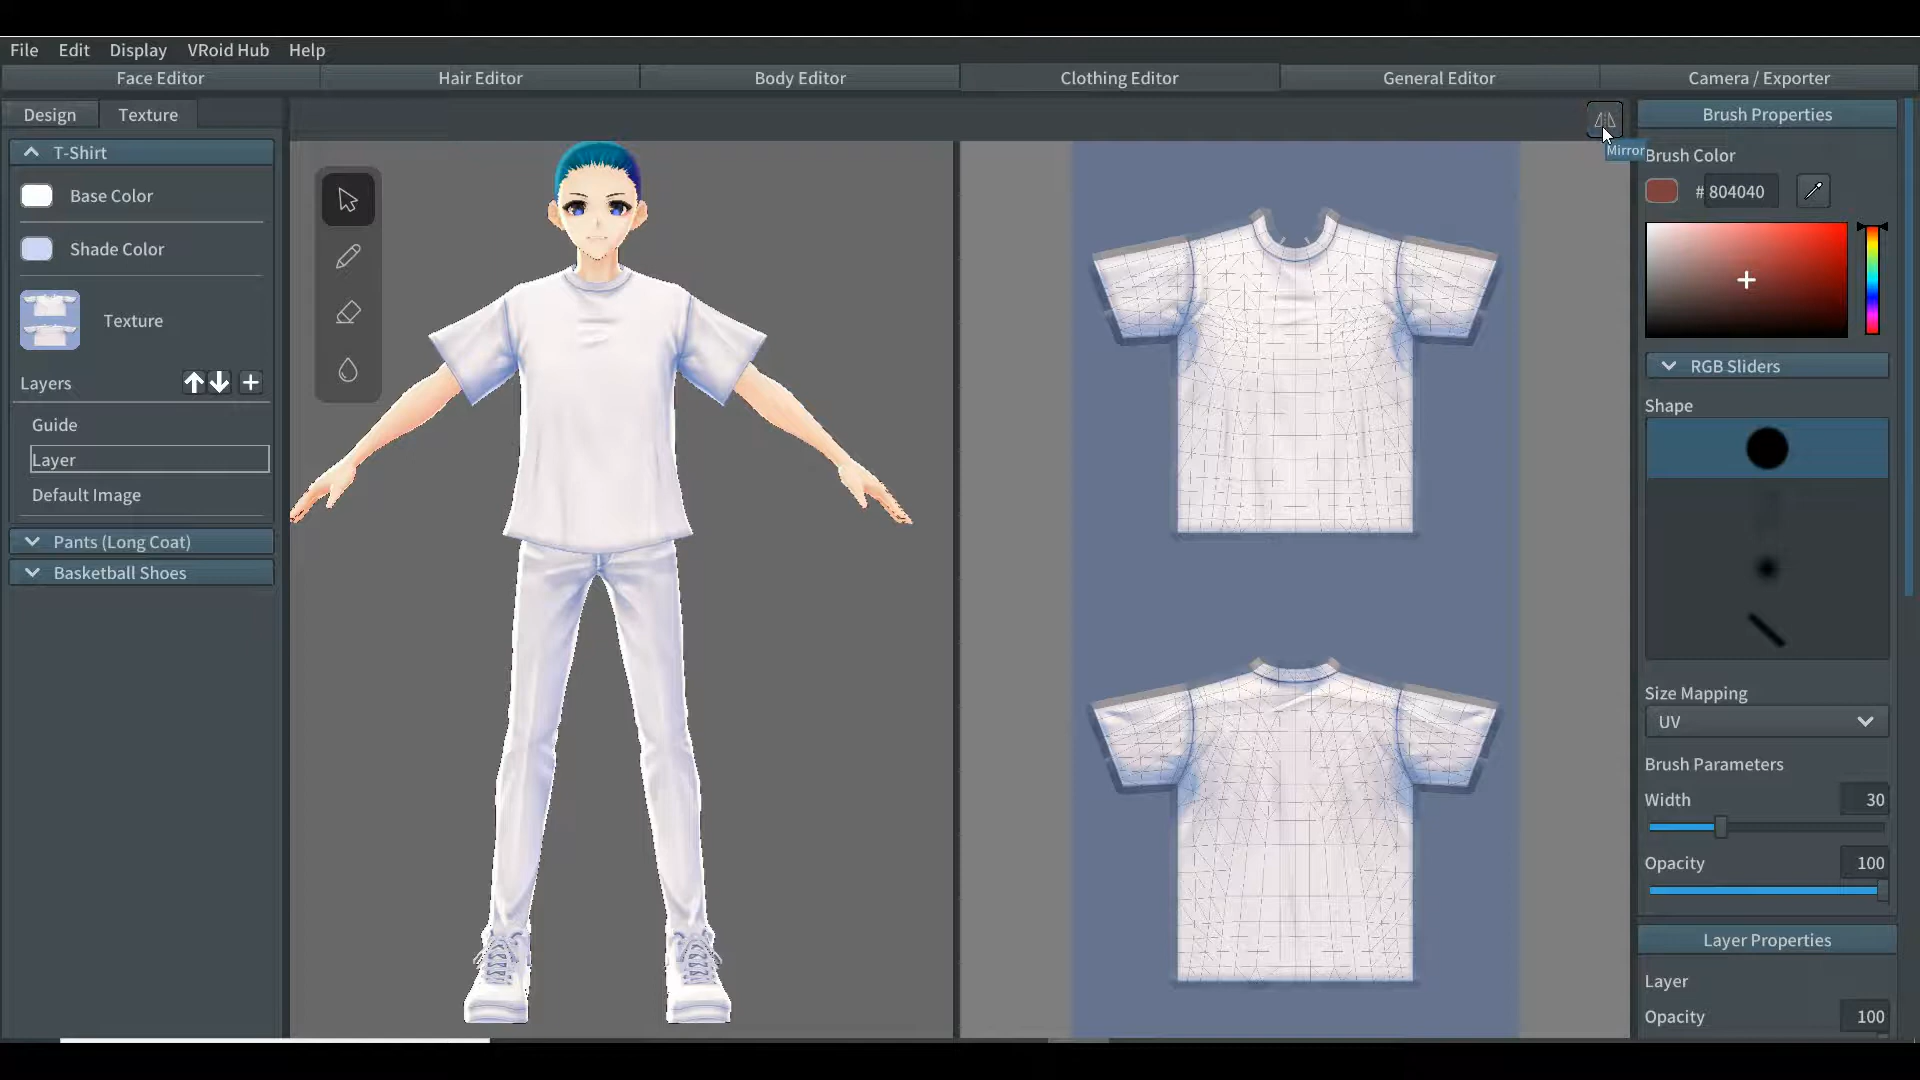 File Edit Display VRoid Hub Help
Face Editor Hair Editor Body Editor Clothing Editor General Editor Camera / Exporter
Design Texture
T-Shirt
Base Color
Shade Color
Texture
Layers
Guide
Layer
Default Image
Pants (Long Coat)
Basketball Shoes
Mirror
Brush Properties
Brush Color
# 804040
RGB Sliders
Shape
Size Mapping
UV
Brush Parameters
Width 30
Opacity 100
Layer Properties
Layer
Opacity 100